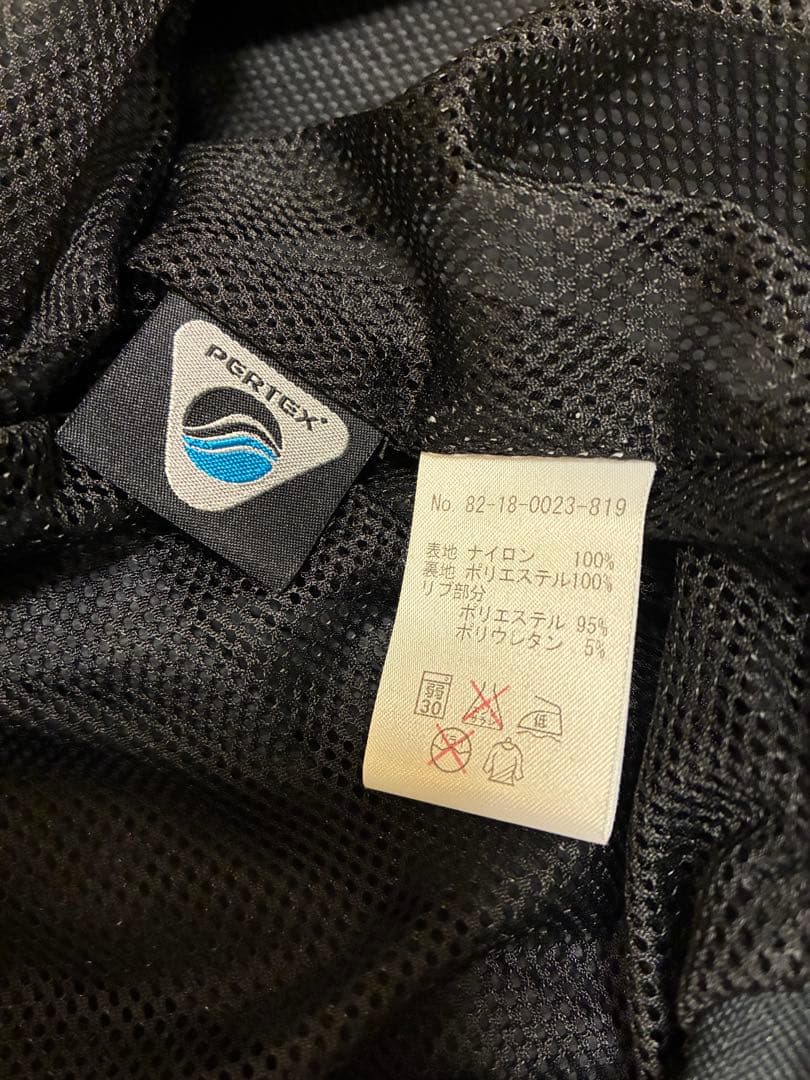 PERTEX®
No. 82-18-0023-819
表地 ナイロン 100%
裏地 ポリエステル100%
リブ部分
ポリエステル 95%
ポリウレタン 5%
弱
30
低